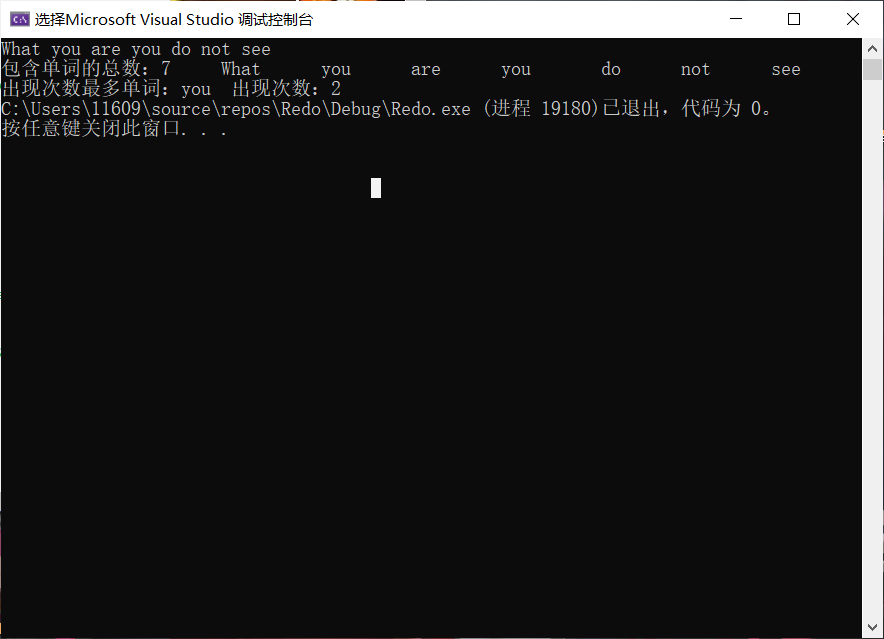 选择Microsoft Visual Studio 调试控制台
What you are you do not see
包含单词的总数: 7     What      you      are      you       do      not      see
出现次数最多单词: you  出现次数: 2
C:\Users\11609\source\repos\Redo\Debug\Redo.exe (进程 19180)已退出，代码为 0。
按任意键关闭此窗口. . .